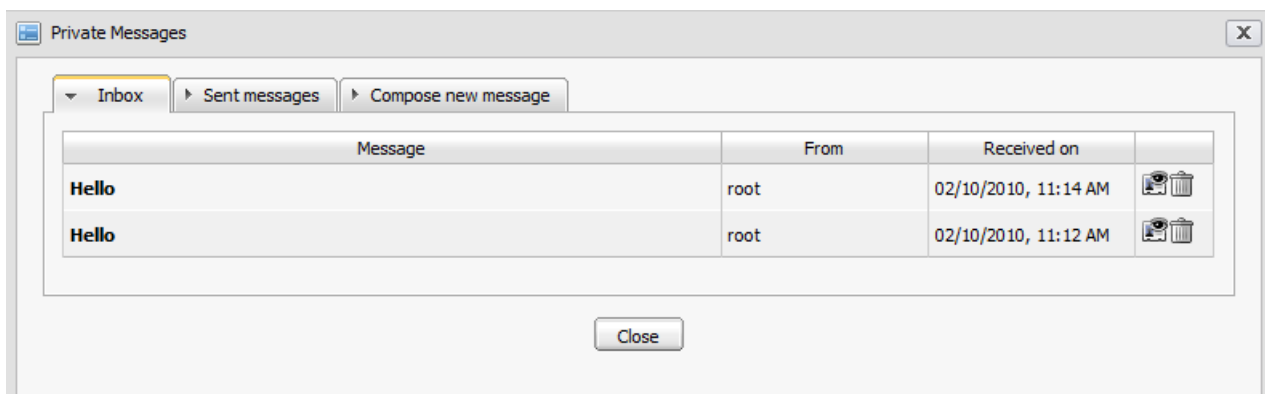 Private Messages
X
Inbox Sent messages Compose new message
Message From Received on
Hello root 02/10/2010, 11:14 AM
Hello root 02/10/2010, 11:12 AM
Close